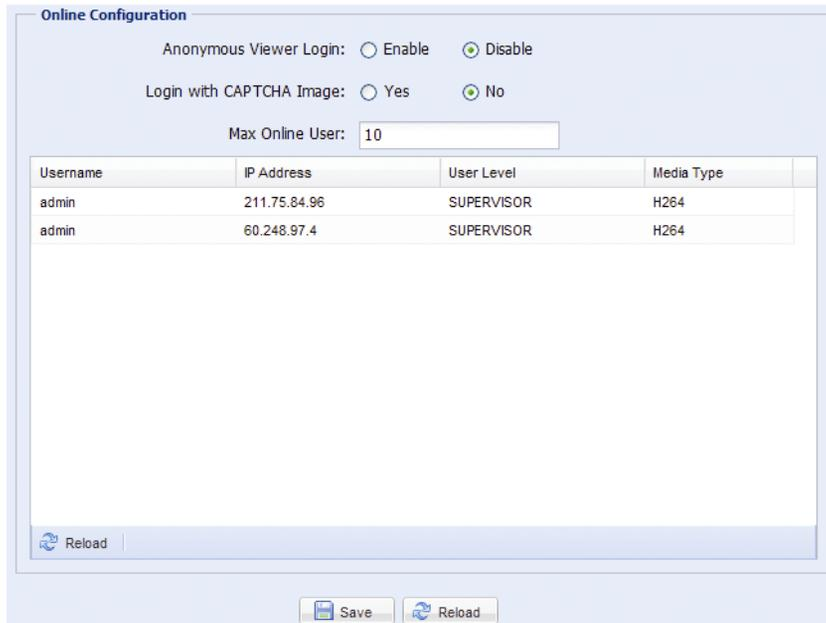 Online Configuration
Anonymous Viewer Login: Enable Disable
Login with CAPTCHA Image: Yes No
Max Online User: 10
Username IP Address User Level Media Type
admin 211.75.84.96 SUPERVISOR H264
admin 60.248.97.4 SUPERVISOR H264
Reload
Save Reload